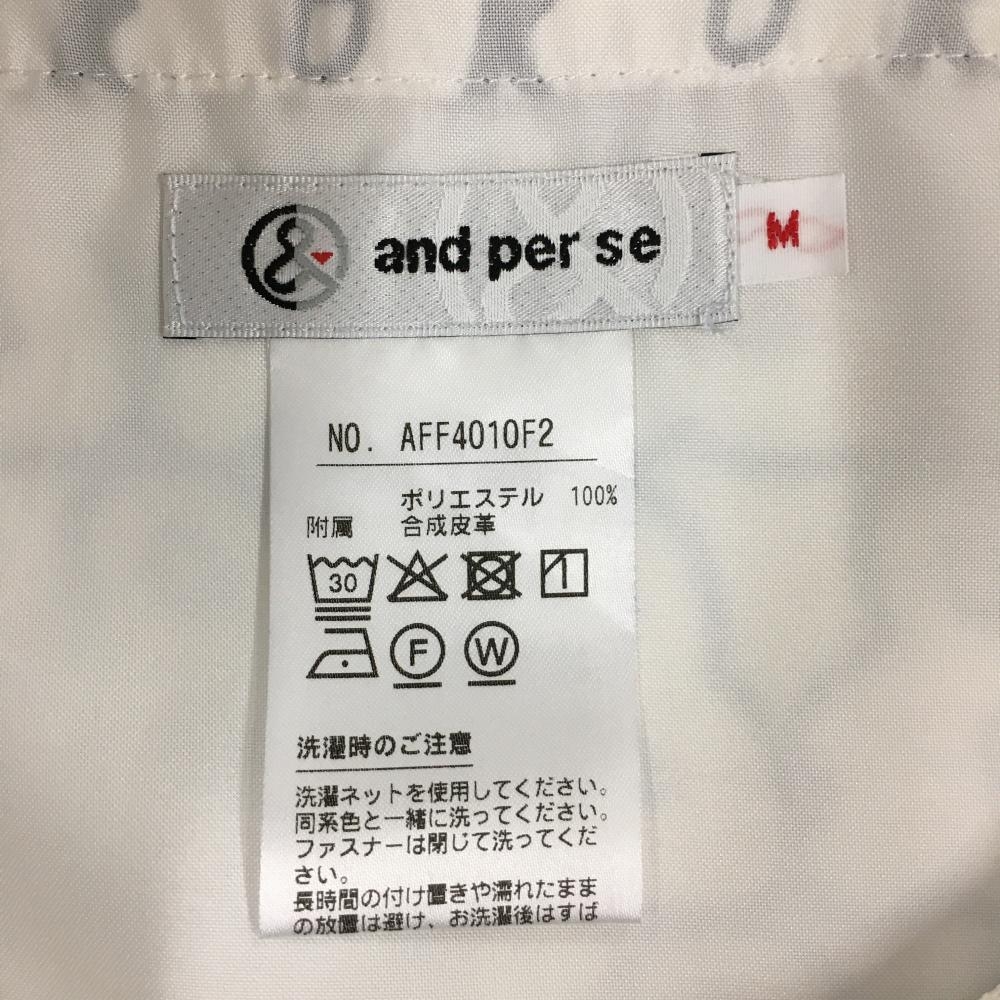 and per se
M
NO. AFF4010F2
ポリエステル 100%
附属 合成皮革
30
F W
洗濯時のご注意
洗濯ネットを使用してください。
同系色と一緒に洗ってください。
ファスナーは閉じて洗ってくだ
さい。
長時間の付け置きや濡れたまま
の放置は避け、お洗濯後はすば